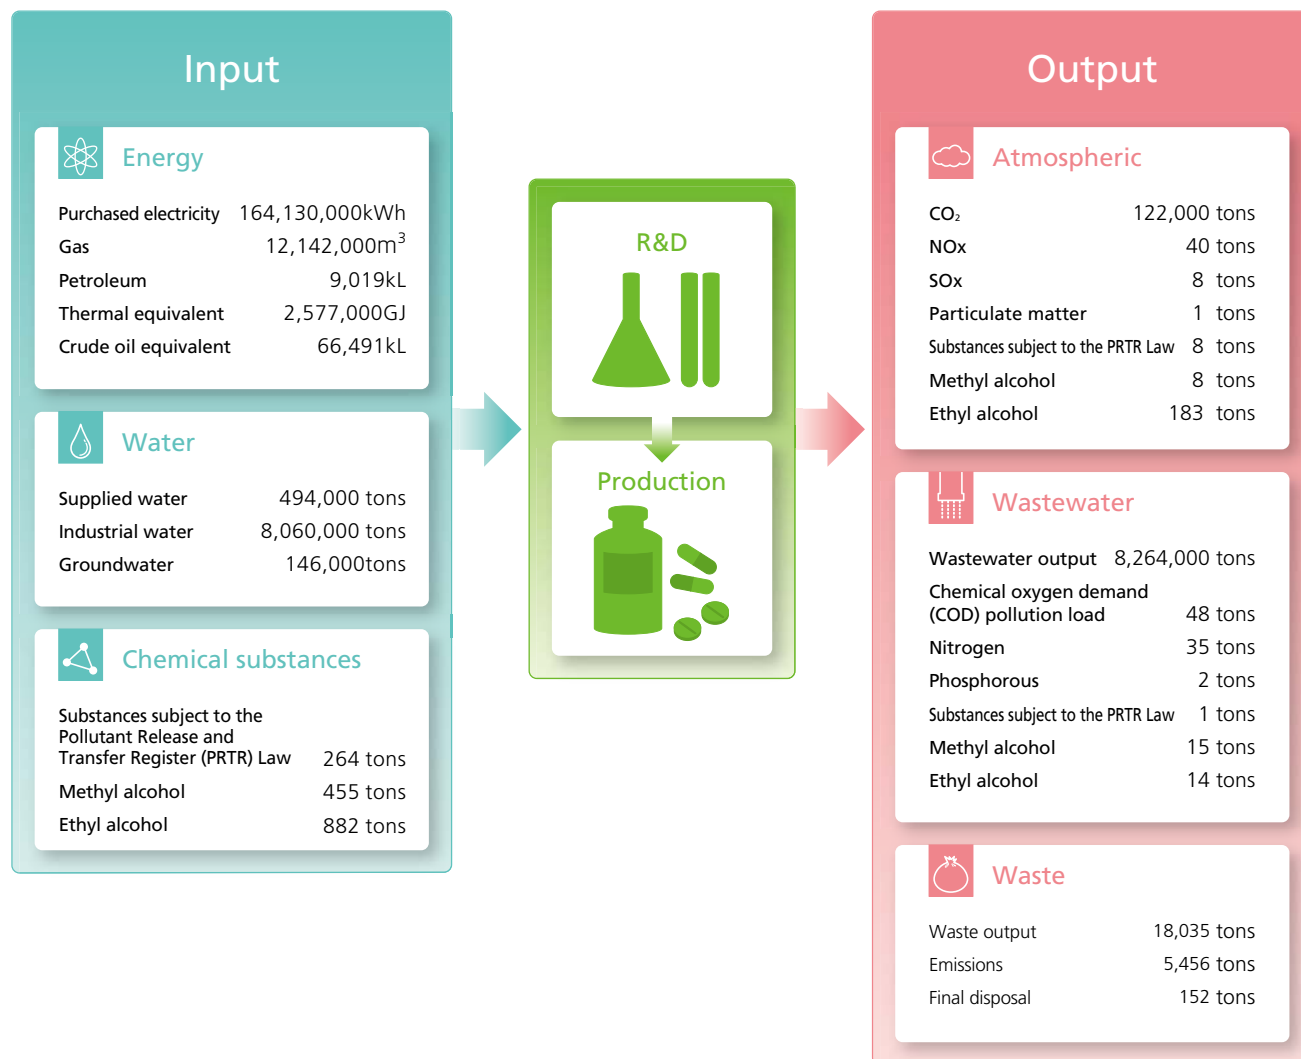 Input
Energy
Purchased electricity 164,130,000kWh
Gas 12,142,000m³
Petroleum 9,019kL
Thermal equivalent 2,577,000GJ
Crude oil equivalent 66,491kL
Water
Supplied water 494,000 tons
Industrial water 8,060,000 tons
Groundwater 146,000tons
Chemical substances
Substances subject to the
Pollutant Release and
Transfer Register (PRTR) Law 264 tons
Methyl alcohol 455 tons
Ethyl alcohol 882 tons
R&D
Production
Output
Atmospheric
CO₂ 122,000 tons
NOx 40 tons
SOx 8 tons
Particulate matter 1 tons
Substances subject to the PRTR Law 8 tons
Methyl alcohol 8 tons
Ethyl alcohol 183 tons
Wastewater
Wastewater output 8,264,000 tons
Chemical oxygen demand
(COD) pollution load 48 tons
Nitrogen 35 tons
Phosphorous 2 tons
Substances subject to the PRTR Law 1 tons
Methyl alcohol 15 tons
Ethyl alcohol 14 tons
Waste
Waste output 18,035 tons
Emissions 5,456 tons
Final disposal 152 tons